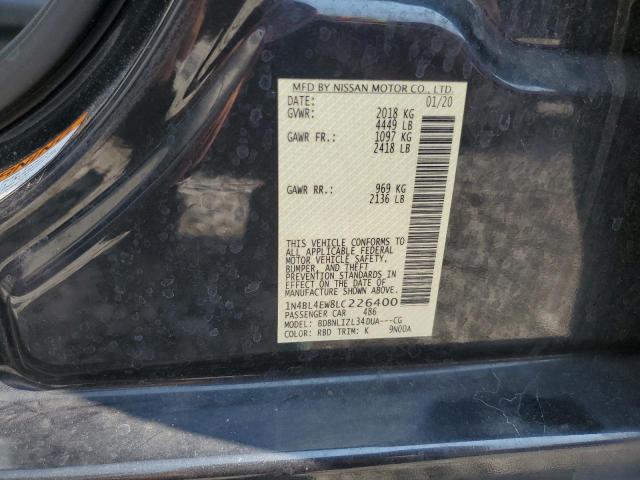 MFD BY NISSAN MOTOR CO., LTD.
DATE: 01/20
GVWR: 2018 KG
4449 LB
GAWR FR.: 1097 KG
2418 LB
GAWR RR.: 969 KG
2136 LB
THIS VEHICLE CONFORMS TO
ALL APPLICABLE FEDERAL
MOTOR VEHICLE SAFETY,
BUMPER, AND THEFT
PREVENTION STANDARDS IN
EFFECT ON THE DATE OF
MANUFACTURE SHOWN ABOVE.
1N4BL4EW8LC226400
PASSENGER CAR 486
MODEL: BDBNLIZL34DUA---CG
COLOR: RBD TRIM: K 9N00A